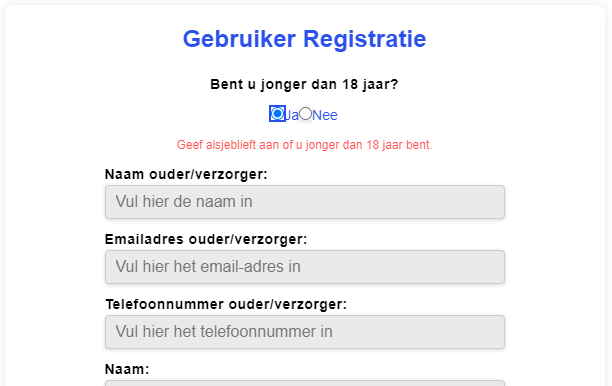 Gebruiker Registratie
Bent u jonger dan 18 jaar?
Ja Nee
Geef alsjeblieft aan of u jonger dan 18 jaar bent.
Naam ouder/verzorger:
Vul hier de naam in
Emailadres ouder/verzorger:
Vul hier het email-adres in
Telefoonnummer ouder/verzorger:
Vul hier het telefoonnummer in
Naam: